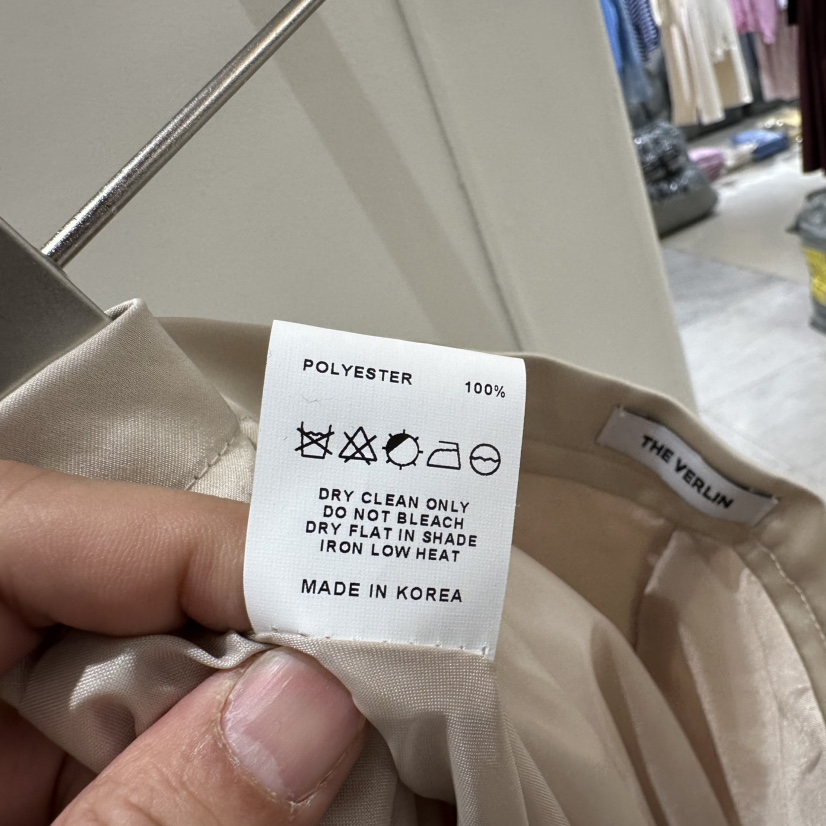 POLYESTER 100%
DRY CLEAN ONLY
DO NOT BLEACH
DRY FLAT IN SHADE
IRON LOW HEAT
MADE IN KOREA
THE VERLIN